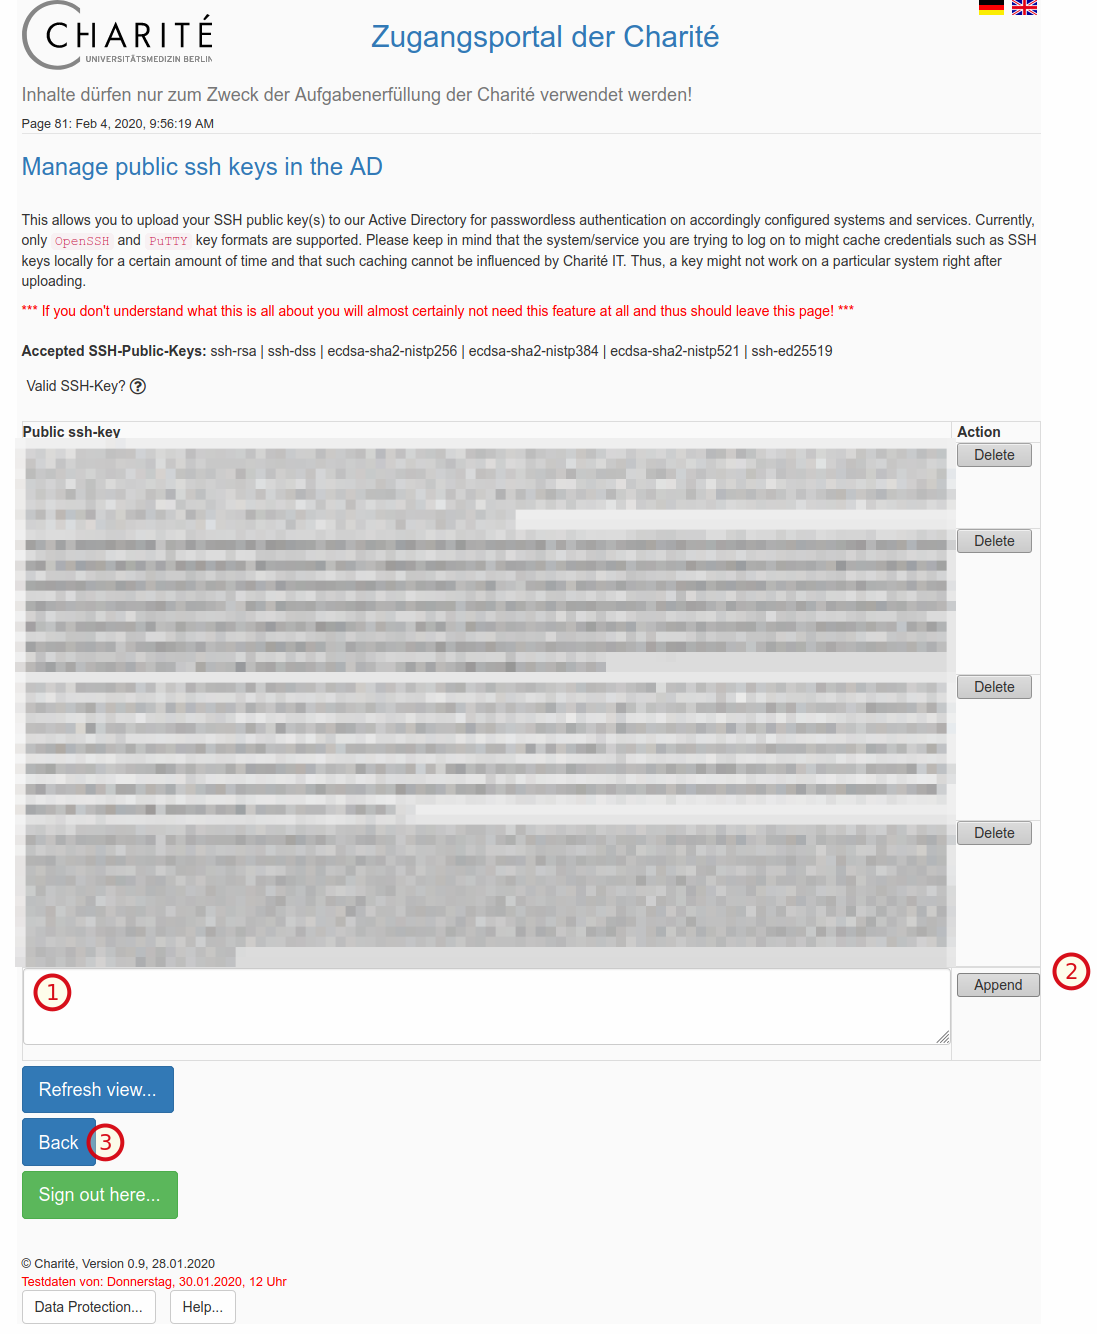 CHARITÉ
UNIVERSITÄTSMEDIZIN BERLIN
Zugangsportal der Charité
Inhalte dürfen nur zum Zweck der Aufgabenerfüllung der Charité verwendet werden!
Page 81: Feb 4, 2020, 9:56:19 AM
Manage public ssh keys in the AD
This allows you to upload your SSH public key(s) to our Active Directory for passwordless authentication on accordingly configured systems and services. Currently,
only OpenSSH and PuTTY key formats are supported. Please keep in mind that the system/service you are trying to log on to might cache credentials such as SSH
keys locally for a certain amount of time and that such caching cannot be influenced by Charité IT. Thus, a key might not work on a particular system right after
uploading.
*** If you don't understand what this is all about you will almost certainly not need this feature at all and thus should leave this page! ***
Accepted SSH-Public-Keys: ssh-rsa | ssh-dss | ecdsa-sha2-nistp256 | ecdsa-sha2-nistp384 | ecdsa-sha2-nistp521 | ssh-ed25519
Valid SSH-Key? ?
Public ssh-key Action
Delete
Delete
Delete
Delete
1 Append 2
Refresh view...
Back 3
Sign out here...
© Charité, Version 0.9, 28.01.2020
Testdaten von: Donnerstag, 30.01.2020, 12 Uhr
Data Protection... Help...